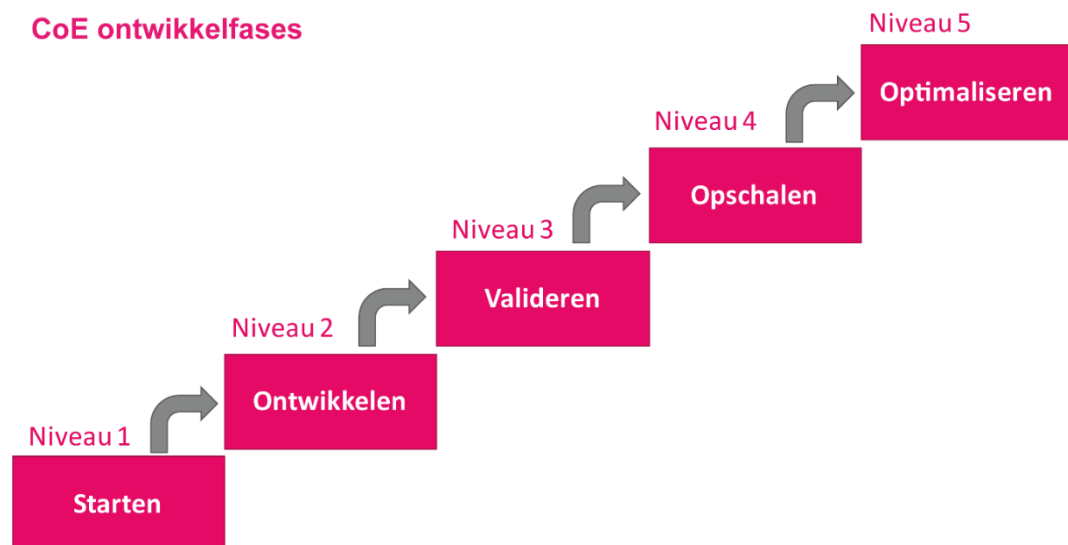 CoE ontwikkelfases
Niveau 1
Starten
Niveau 2
Ontwikkelen
Niveau 3
Valideren
Niveau 4
Opschalen
Niveau 5
Optimaliseren